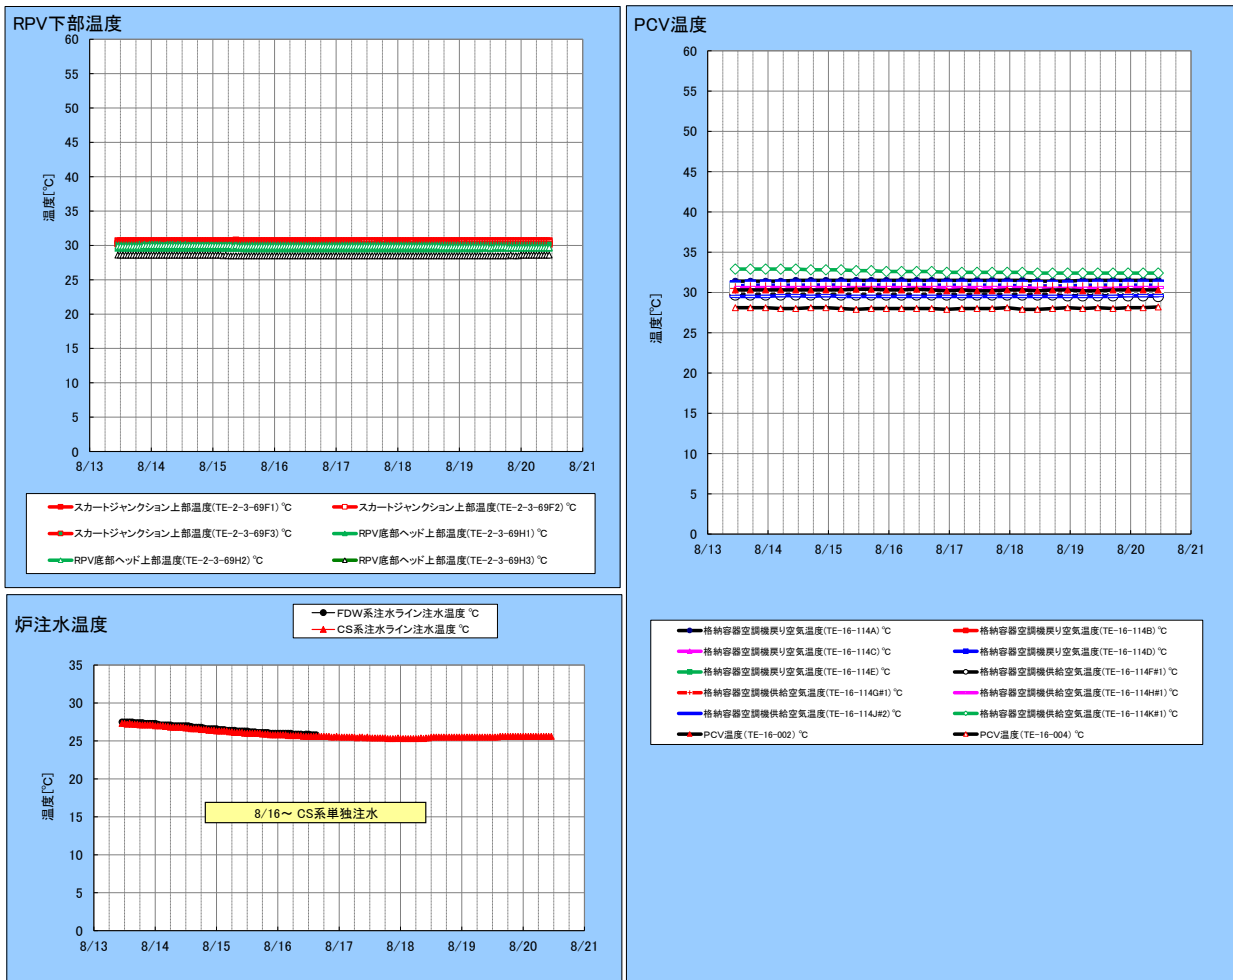 RPV下部温度
60
55
50
45
40
35
30
25
20
15
10
5
0
温度[℃]
8/13 8/14 8/15 8/16 8/17 8/18 8/19 8/20 8/21
スカートジャンクション上部温度(TE-2-3-69F1) ℃
スカートジャンクション上部温度(TE-2-3-69F2) ℃
スカートジャンクション上部温度(TE-2-3-69F3) ℃
RPV底部ヘッド上部温度(TE-2-3-69H1) ℃
RPV底部ヘッド上部温度(TE-2-3-69H2) ℃
RPV底部ヘッド上部温度(TE-2-3-69H3) ℃
炉注水温度
FDW系注水ライン注水温度 ℃
CS系注水ライン注水温度 ℃
35
30
25
20
15
10
5
0
温度[℃]
8/16～ CS系単独注水
8/13 8/14 8/15 8/16 8/17 8/18 8/19 8/20 8/21
PCV温度
60
55
50
45
40
35
30
25
20
15
10
5
0
温度[℃]
8/13 8/14 8/15 8/16 8/17 8/18 8/19 8/20 8/21
格納容器空調機戻り空気温度(TE-16-114A) ℃
格納容器空調機戻り空気温度(TE-16-114B) ℃
格納容器空調機戻り空気温度(TE-16-114C) ℃
格納容器空調機戻り空気温度(TE-16-114D) ℃
格納容器空調機戻り空気温度(TE-16-114E) ℃
格納容器空調機供給空気温度(TE-16-114F#1) ℃
格納容器空調機供給空気温度(TE-16-114G#1) ℃
格納容器空調機供給空気温度(TE-16-114H#1) ℃
格納容器空調機供給空気温度(TE-16-114J#2) ℃
格納容器空調機供給空気温度(TE-16-114K#1) ℃
PCV温度(TE-16-002) ℃
PCV温度(TE-16-004) ℃